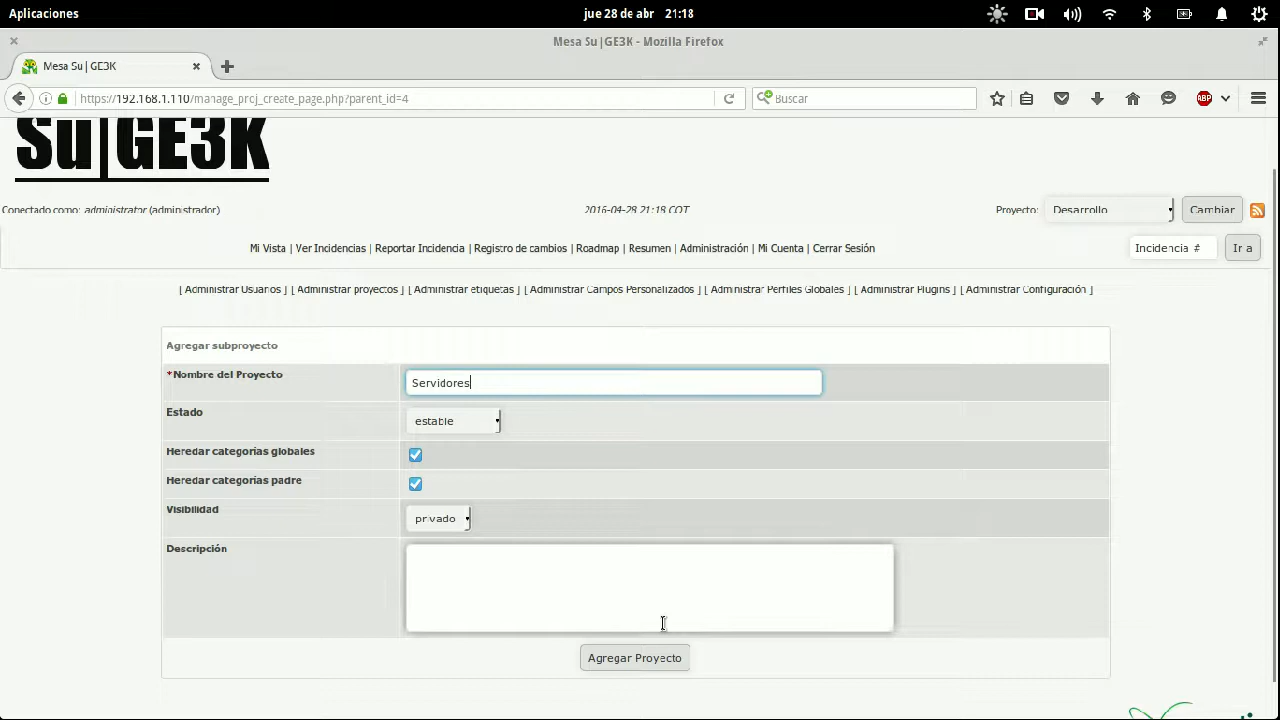 Aplicaciones
jue 28 de abr 21:18
Mesa Su|GE3K - Mozilla Firefox
Mesa Su|GE3K
https://192.168.1.110/manage_proj_create_page.php?parent_id=4
Buscar
ABP
Su|GE3K
Conectado como: administrator (administrador)
2016-04-28 21:18 COT
Proyecto: Desarrollo Cambiar
Mi Vista | Ver Incidencias | Reportar Incidencia | Registro de cambios | Roadmap | Resumen | Administración | Mi Cuenta | Cerrar Sesión
Incidencia # Ir a
[ Administrar Usuarios ] [ Administrar proyectos ] [ Administrar etiquetas ] [ Administrar Campos Personalizados ] [ Administrar Perfiles Globales ] [ Administrar Plugins ] [ Administrar Configuración ]
Agregar subproyecto
*Nombre del Proyecto Servidores
Estado estable
Heredar categorías globales
Heredar categorías padre
Visibilidad privado
Descripción
Agregar Proyecto